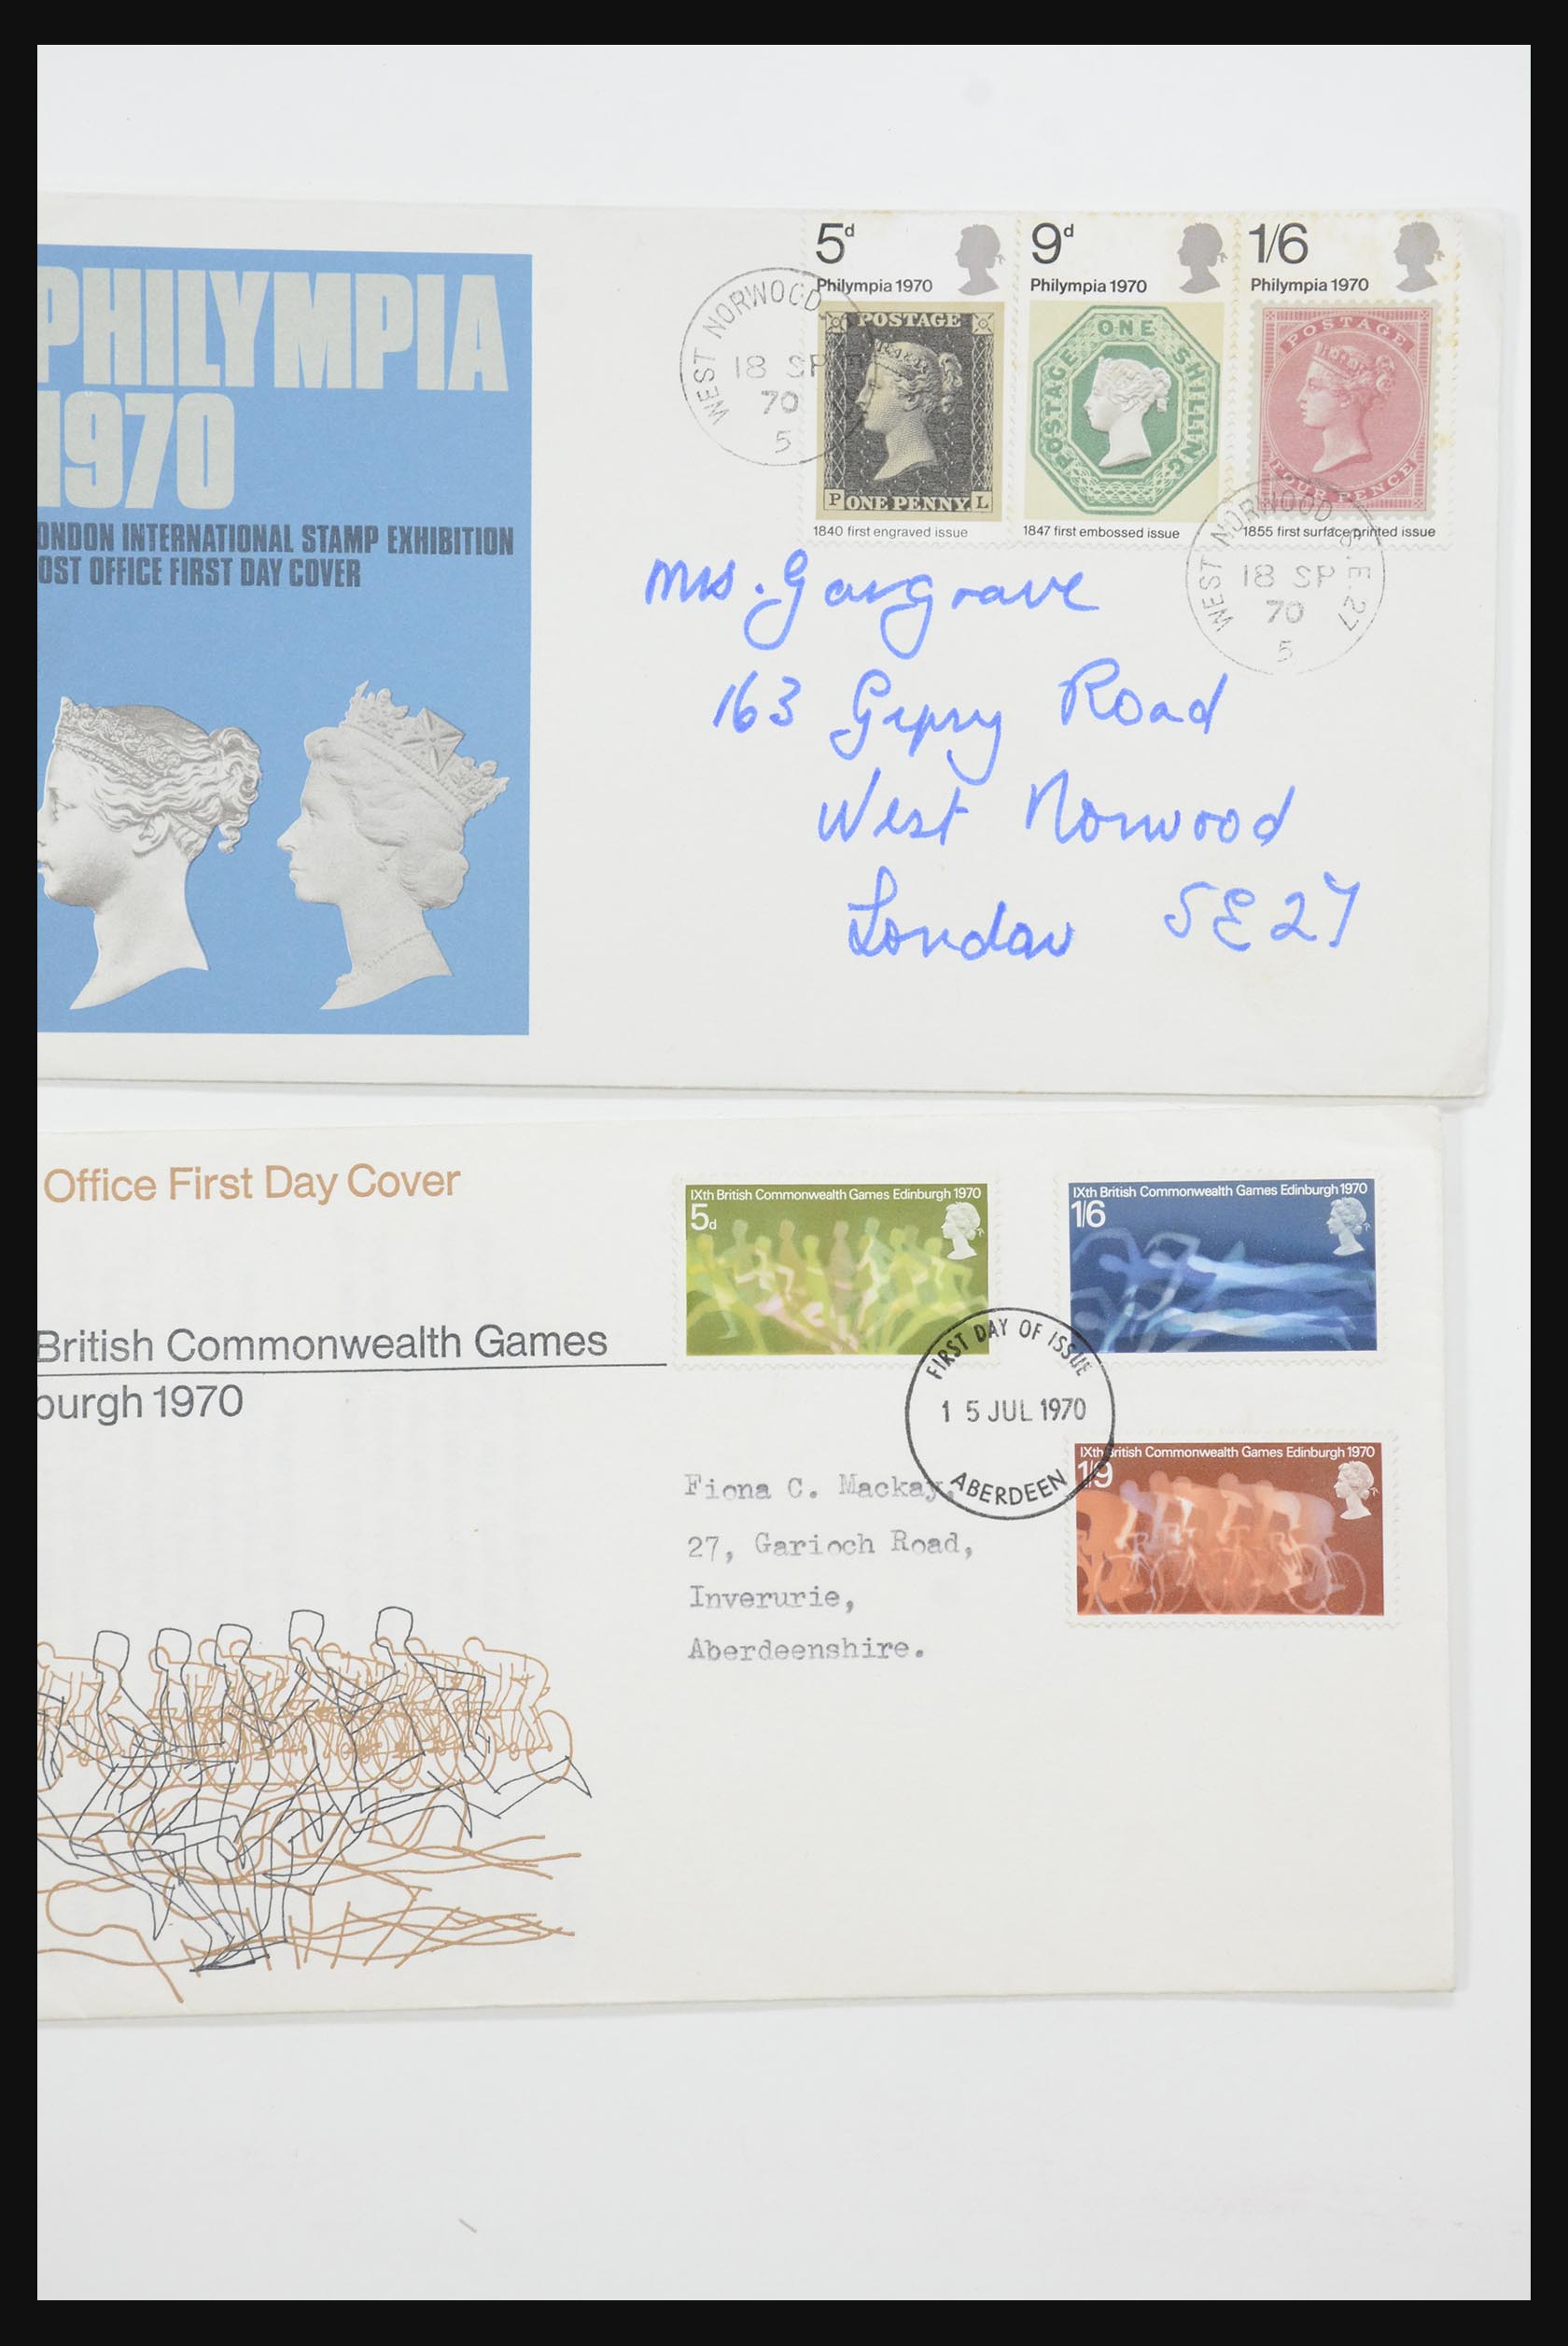 PHILYMPIA
1970
ONDON INTERNATIONAL STAMP EXHIBITION
OST OFFICE FIRST DAY COVER
5d
Philympia 1970
POSTAGE
P ONE PENNY. L
1840 first engraved issue
9d
Philympia 1970
POSTAGE ONE SHILLING
1847 first embossed issue
1/6
Philympia 1970
POSTAGE
FOUR PENCE
1855 first surface printed issue
WEST NORWOOD
18 SP
70
5
WEST NORWOOD S.E.27
18 SP
70
5
Mrs. Gargrave
163 Gipsy Road
West Norwood
London SE27
Office First Day Cover
British Commonwealth Games
burgh 1970
IXth British Commonwealth Games Edinburgh 1970
5d
IXth British Commonwealth Games Edinburgh 1970
1/6
FIRST DAY OF ISSUE
15 JUL 1970
ABERDEEN
IXth British Commonwealth Games Edinburgh 1970
1/9
Fiona C. Mackay,
27, Garioch Road,
Inverurie,
Aberdeenshire.